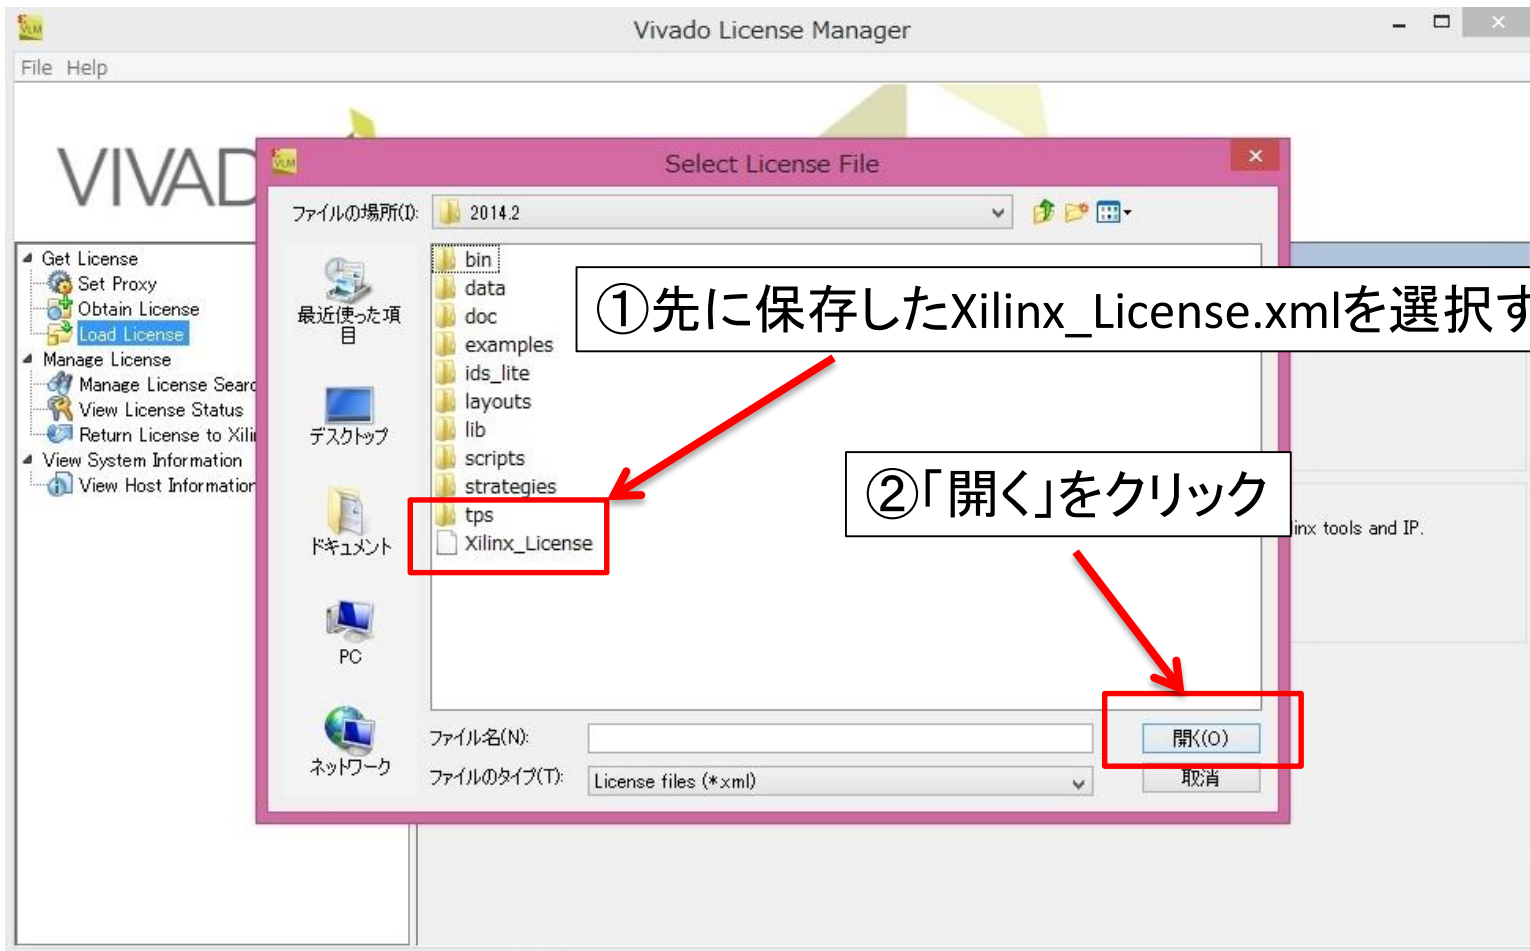 VLM
Vivado License Manager
File Help
VIVAD
VLM
Select License File
ファイルの場所(I):
2014.2
Get License
Set Proxy
Obtain License
Load License
Manage License
Manage License Searc
View License Status
Return License to Xili
View System Information
View Host Information
最近使った項
目
デスクトップ
ドキュメント
PC
ネットワーク
bin
data
doc
examples
ids_lite
layouts
lib
scripts
strategies
tps
Xilinx_License
①先に保存したXilinx_License.xmlを選択す
②「開く」をクリック
inx tools and IP.
ファイル名(N):
開く(O)
ファイルのタイプ(T):
License files (*.xml)
取消